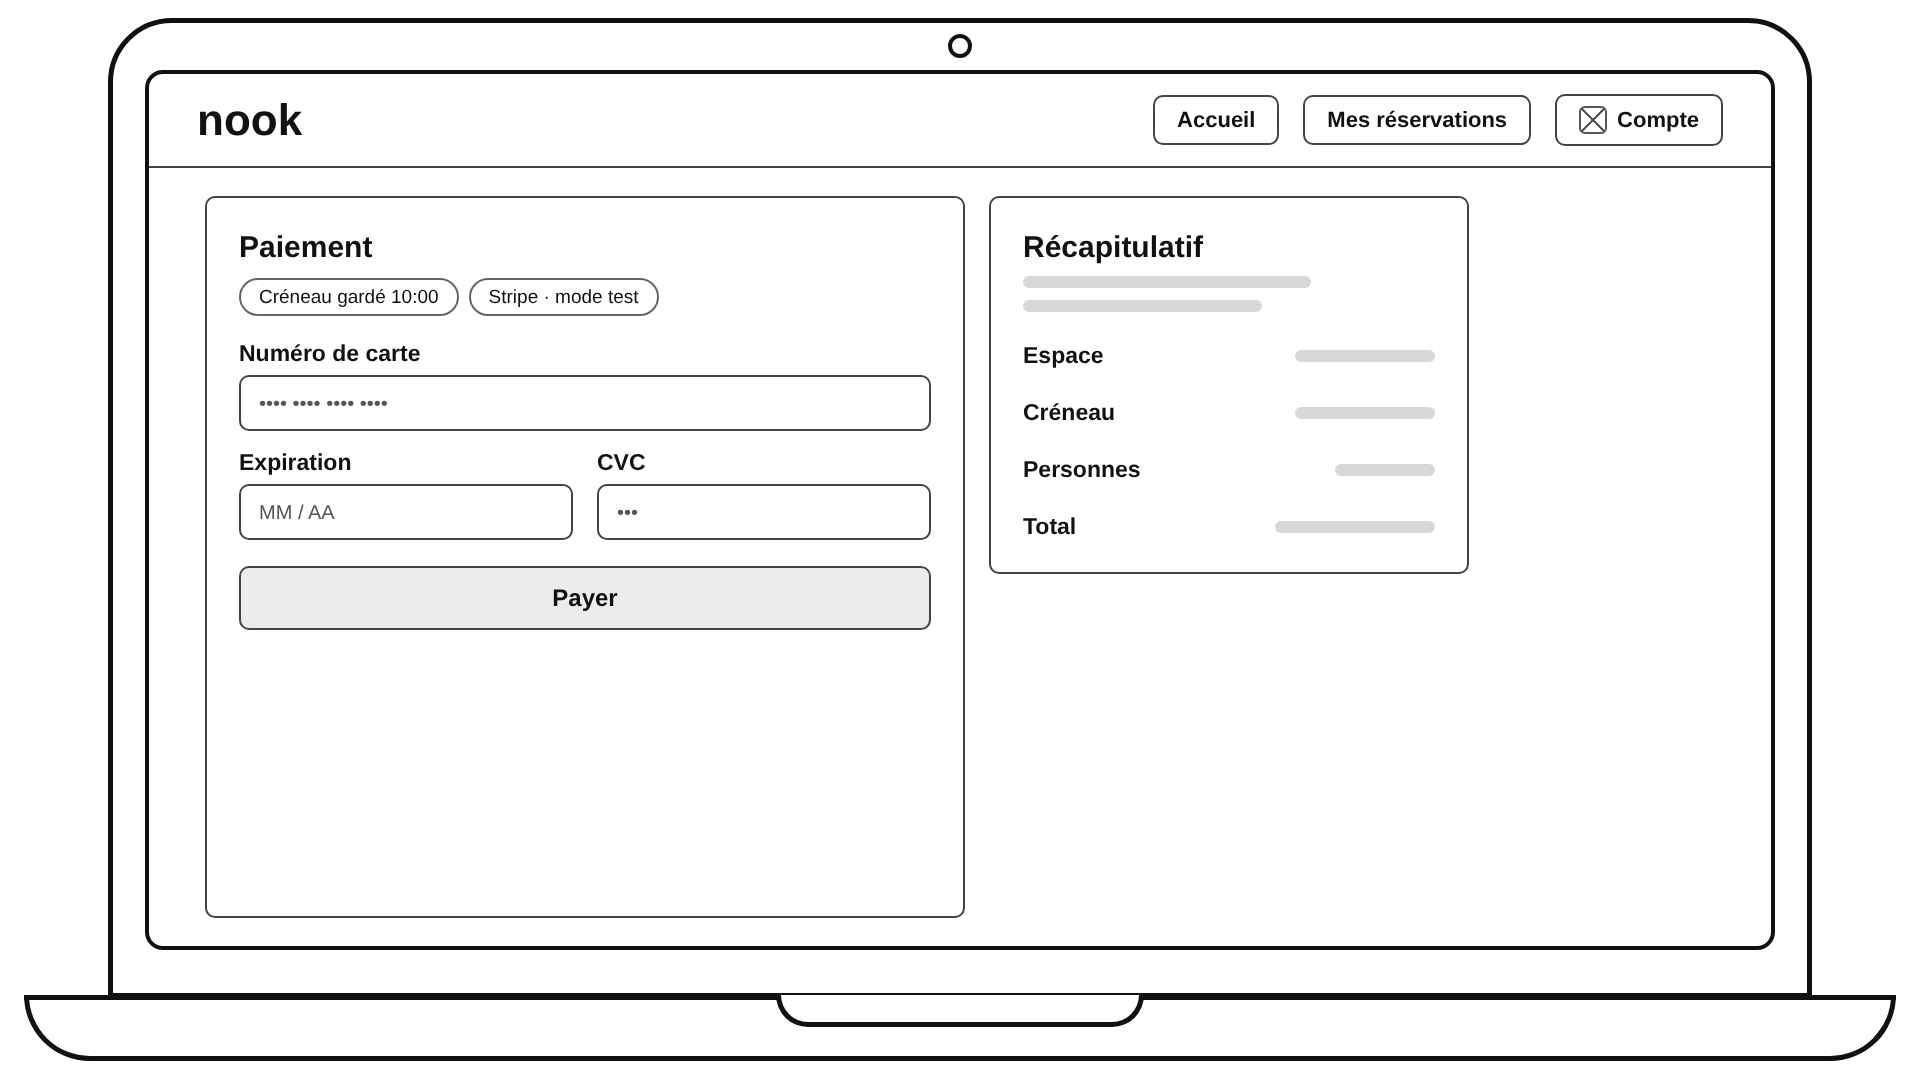 nook
Accueil
Mes réservations
Compte
Paiement
Créneau gardé 10:00
Stripe · mode test
Numéro de carte
•••• •••• •••• ••••
Expiration
CVC
MM / AA
•••
Payer
Récapitulatif
Espace
Créneau
Personnes
Total